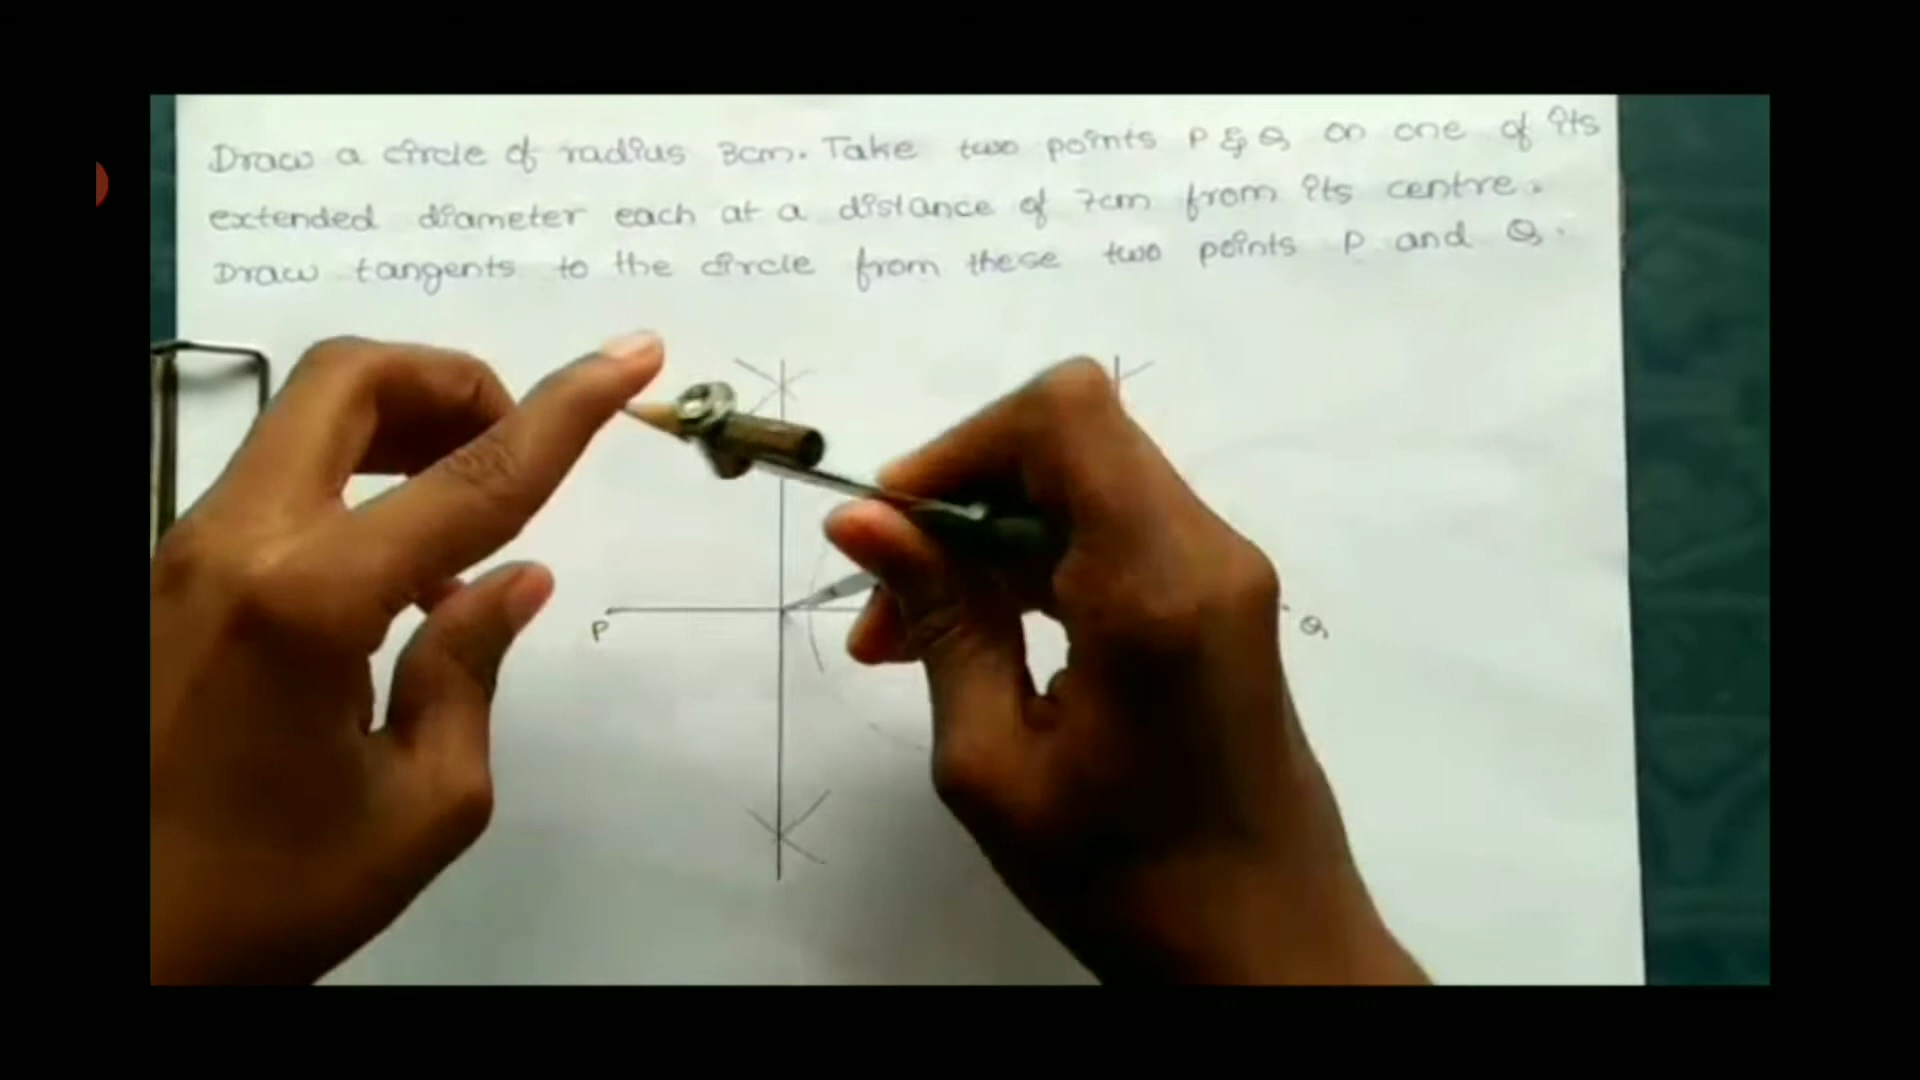 Draw a circle of radius 3cm. Take two points P & Q on one of its
extended diameter each at a distance of 7cm from its centre.
Draw tangents to the circle from these two points P and Q.
P
Q